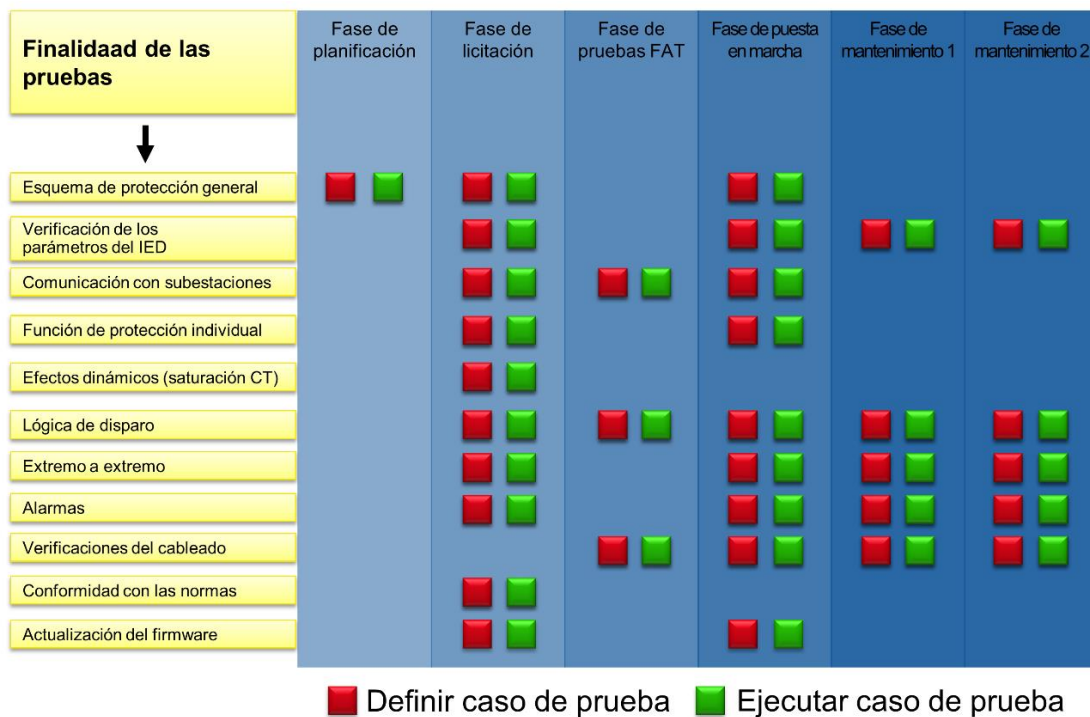 Finalidaad de las
pruebas
Fase de
planificación
Fase de
licitación
Fase de
pruebas FAT
Fase de puesta
en marcha
Fase de
mantenimiento 1
Fase de
mantenimiento 2
Esquema de protección general
Verificación de los
parámetros del IED
Comunicación con subestaciones
Función de protección individual
Efectos dinámicos (saturación CT)
Lógica de disparo
Extremo a extremo
Alarmas
Verificaciones del cableado
Conformidad con las normas
Actualización del firmware
Definir caso de prueba
Ejecutar caso de prueba